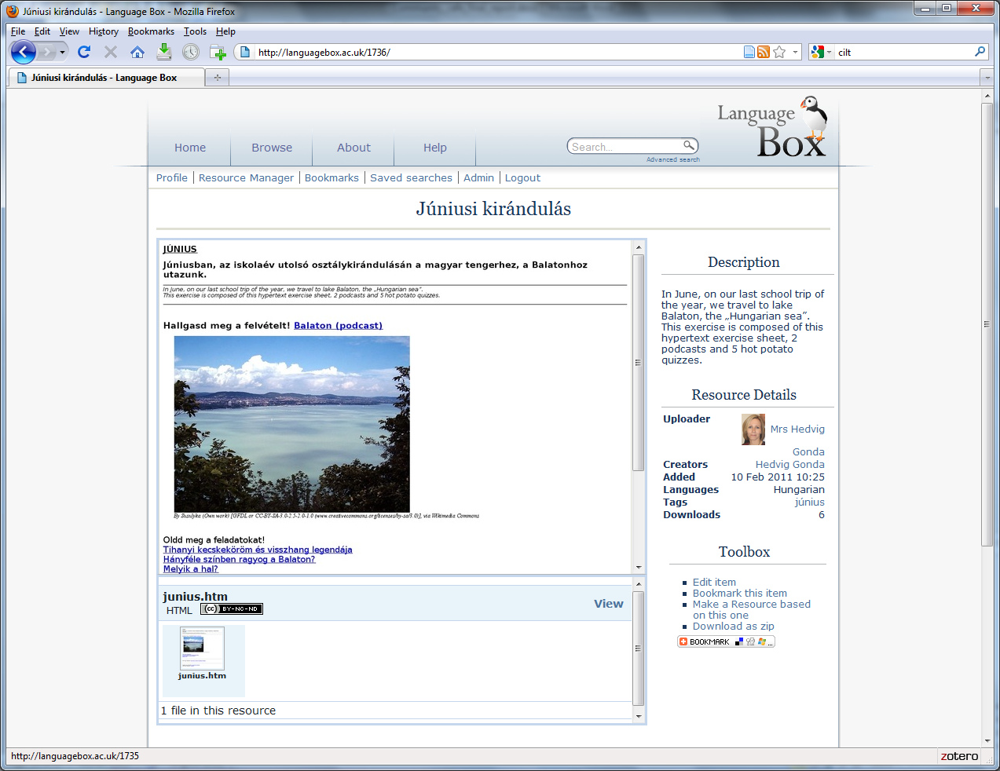 Júniusi kirándulás - Language Box - Mozilla Firefox
File Edit View History Bookmarks Tools Help
http://languagebox.ac.uk/1736/
cilt
Júniusi kirándulás - Language Box
Language
Box
Home Browse About Help
Search...
Advanced search
Profile Resource Manager Bookmarks Saved searches Admin Logout
Júniusi kirándulás
JÚNIUS
Júniusban, az iskolaév utolsó osztálykirándulásán a magyar tengerhez, a Balatonhoz
utazunk.
In June, on our last school trip of the year, we travel to lake Balaton, the „Hungarian sea”.
This exercise is composed of this hypertext exercise sheet, 2 podcasts and 5 hot potato quizzes.
Hallgasd meg a felvételt! Balaton (podcast)
By Susulyka (Own work) [GFDL or CC-BY-SA-3.0-2.5-2.0-1.0 (www.creativecommons.org/licenses/by-sa/3.0)], via Wikimedia Commons
Oldd meg a feladatokat!
Tihanyi kecskeköröm és visszhang legendája
Hányféle színben ragyog a Balaton?
Melyik a hal?
junius.htm
HTML (cc) BY-NC-ND
View
junius.htm
1 file in this resource
Description
In June, on our last school trip of
the year, we travel to lake
Balaton, the „Hungarian sea”.
This exercise is composed of this
hypertext exercise sheet, 2
podcasts and 5 hot potato
quizzes.
Resource Details
Uploader Mrs Hedvig
Gonda
Creators Hedvig Gonda
Added 10 Feb 2011 10:25
Languages Hungarian
Tags június
Downloads 6
Toolbox
Edit item
Bookmark this item
Make a Resource based
on this one
Download as zip
BOOKMARK ...
http://languagebox.ac.uk/1735
zotero